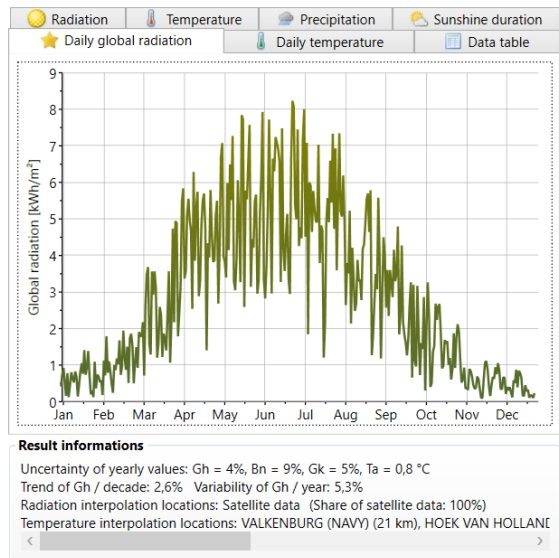 Radiation Temperature Precipitation Sunshine duration
Daily global radiation Daily temperature Data table
Global radiation [kWh/m²]
9
8
7
6
5
4
3
2
1
0
Jan Feb Mar Apr May Jun Jul Aug Sep Oct Nov Dec
Result informations
Uncertainty of yearly values: Gh = 4%, Bn = 9%, Gk = 5%, Ta = 0,8 °C
Trend of Gh / decade: 2,6% Variability of Gh / year: 5,3%
Radiation interpolation locations: Satellite data (Share of satellite data: 100%)
Temperature interpolation locations: VALKENBURG (NAVY) (21 km), HOEK VAN HOLLAND